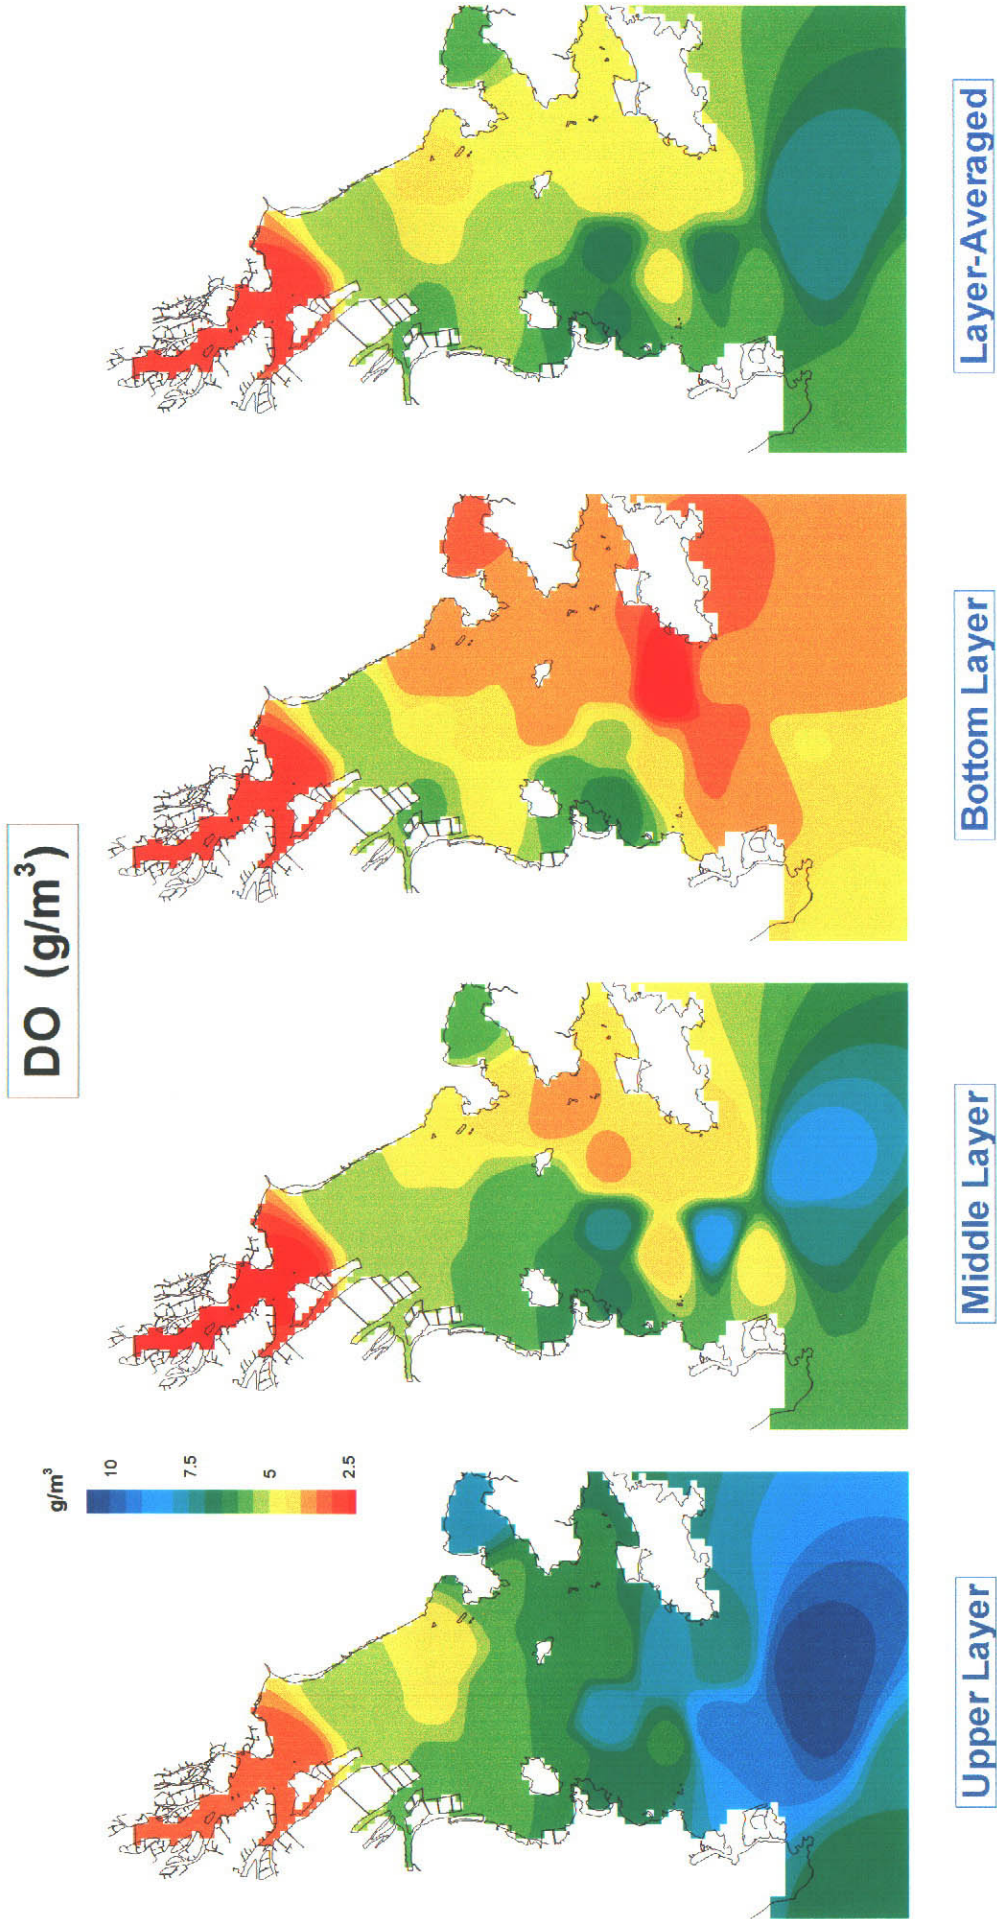 DO (g/m³)
g/m³
10
7.5
5
2.5
Upper Layer
Middle Layer
Bottom Layer
Layer-Averaged